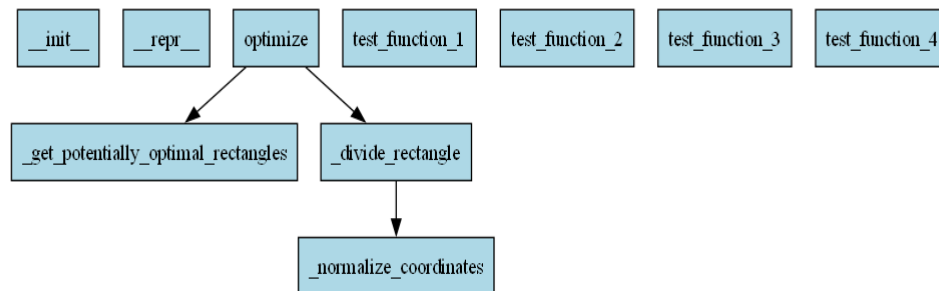 __init__
__repr__
optimize
test_function_1
test_function_2
test_function_3
test_function_4
_get_potentially_optimal_rectangles
_divide_rectangle
_normalize_coordinates